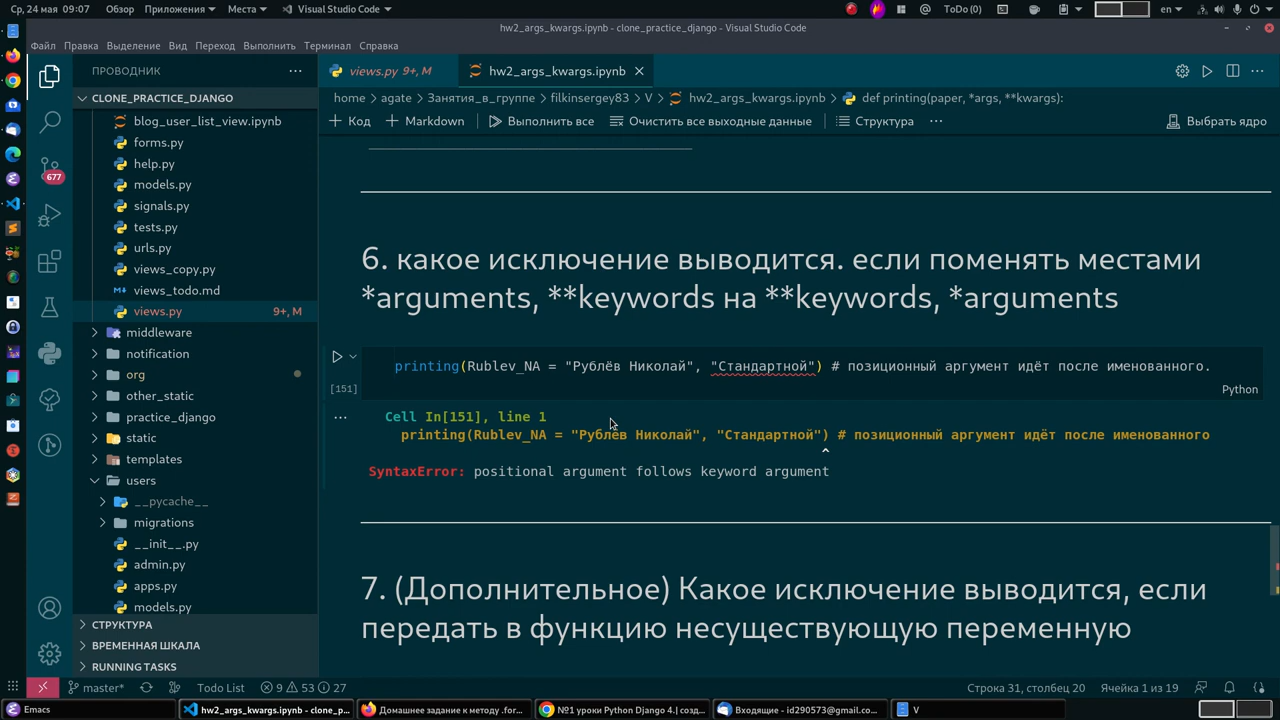 Ср, 24 мая 09:07 Обзор Приложения Места Visual Studio Code ToDo (0) en
hw2_args_kwargs.ipynb - clone_practice_django - Visual Studio Code
Файл Правка Выделение Вид Переход Выполнить Терминал Справка
ПРОВОДНИК
views.py 9+, M
hw2_args_kwargs.ipynb
CLONE_PRACTICE_DJANGO
home > agate > Занятия_в_группе > filkinsergey83 > V > hw2_args_kwargs.ipynb > def printing(paper, *args, **kwargs):
Код Markdown Выполнить все Очистить все выходные данные Структура Выбрать ядро
blog_user_list_view.ipynb
forms.py
help.py
models.py
signals.py
tests.py
urls.py
views_copy.py
views_todo.md
views.py 9+, M
middleware
notification
org
other_static
practice_django
static
templates
users
__pycache__
migrations
__init__.py
admin.py
apps.py
models.py
СТРУКТУРА
ВРЕМЕННАЯ ШКАЛА
RUNNING TASKS
677
6. какое исключение выводится. если поменять местами
*arguments, **keywords на **keywords, *arguments
printing(Rublev_NA = "Рублёв Николай", "Стандартной") # позиционный аргумент идёт после именованного.
[151]
Python
Cell In[151], line 1
printing(Rublev_NA = "Рублев Николай", "Стандартной") # позиционный аргумент идёт после именованного
^
SyntaxError: positional argument follows keyword argument
7. (Дополнительное) Какое исключение выводится, если
передать в функцию несуществующую переменную
master* Todo List 9 53 27 Строка 31, столбец 20 Ячейка 1 из 19
Emacs hw2_args_kwargs.ipynb - clone_p... Домашнее задание к методу .for... №91 уроки Python Django 4.| созд... Входящие - id290573@gmail.co... V